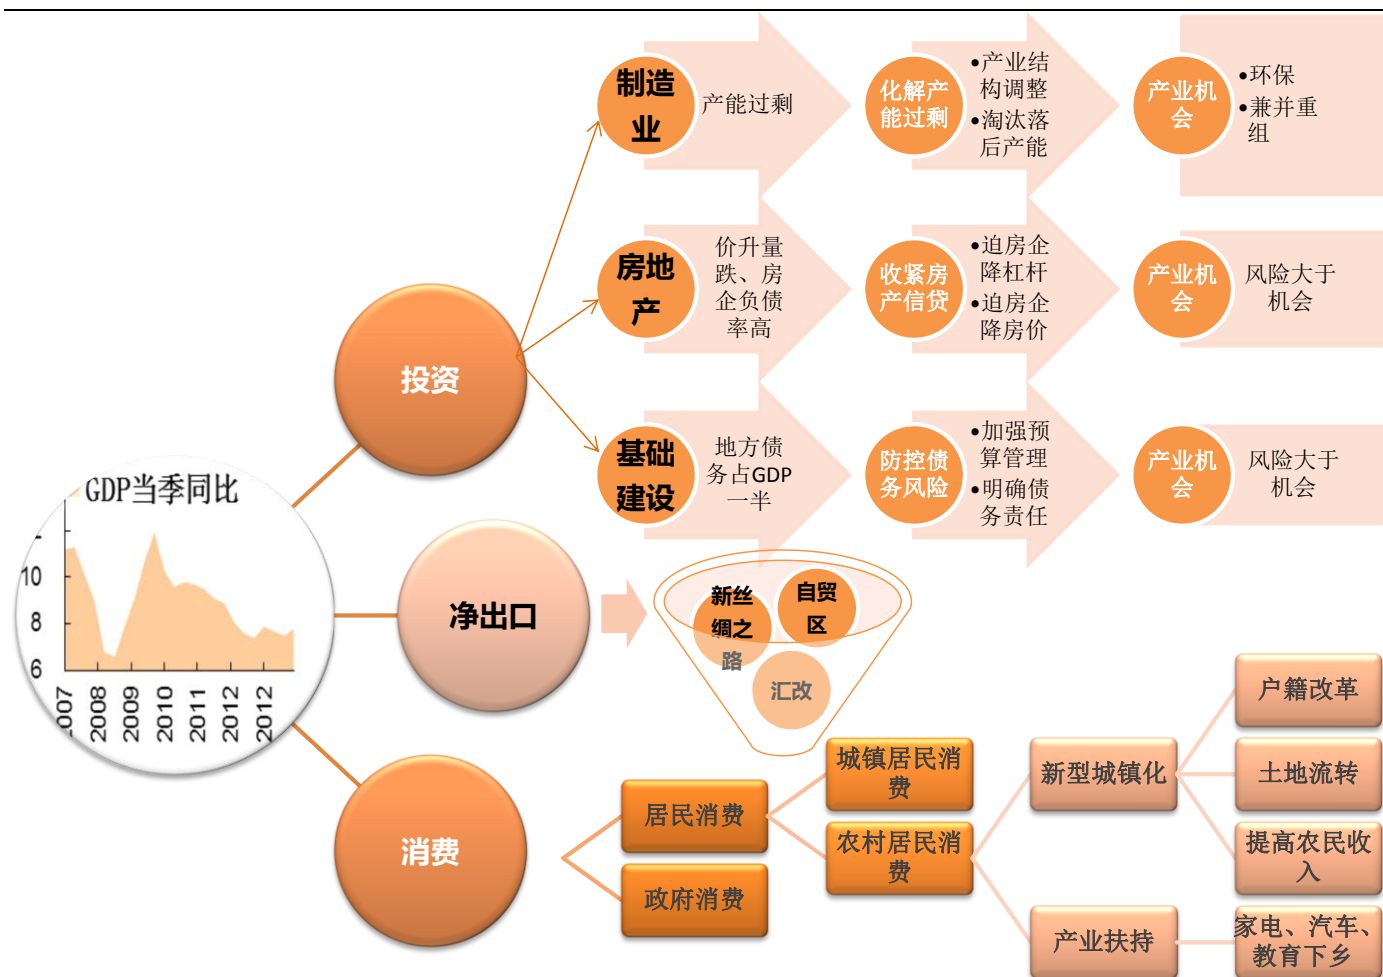 制造
业
产能过剩
化解产
能过剩
•产业结
构调整
•淘汰落
后产能
产业机
会
•环保
•兼并重
组
房地
产
价升量
跌、房
企负债
率高
收紧房
产信贷
•迫房企
降杠杆
•迫房企
降房价
产业机
会
风险大于
机会
投资
基础
建设
地方债
务占GDP
一半
防控债
务风险
•加强预
算管理
•明确债
务责任
产业机
会
风险大于
机会
GDP当季同比
10
8
6
2007
2008
2009
2010
2011
2012
2012
净出口
新丝
绸之
路
自贸
区
汇改
消费
居民消费
政府消费
城镇居民消
费
农村居民消
费
新型城镇化
产业扶持
户籍改革
土地流转
提高农民收
入
家电、汽车、
教育下乡